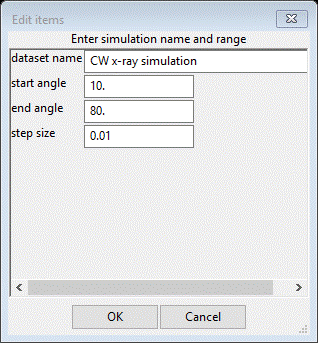 Edit items
Enter simulation name and range
dataset name CW x-ray simulation
start angle 10.
end angle 80.
step size 0.01
OK Cancel